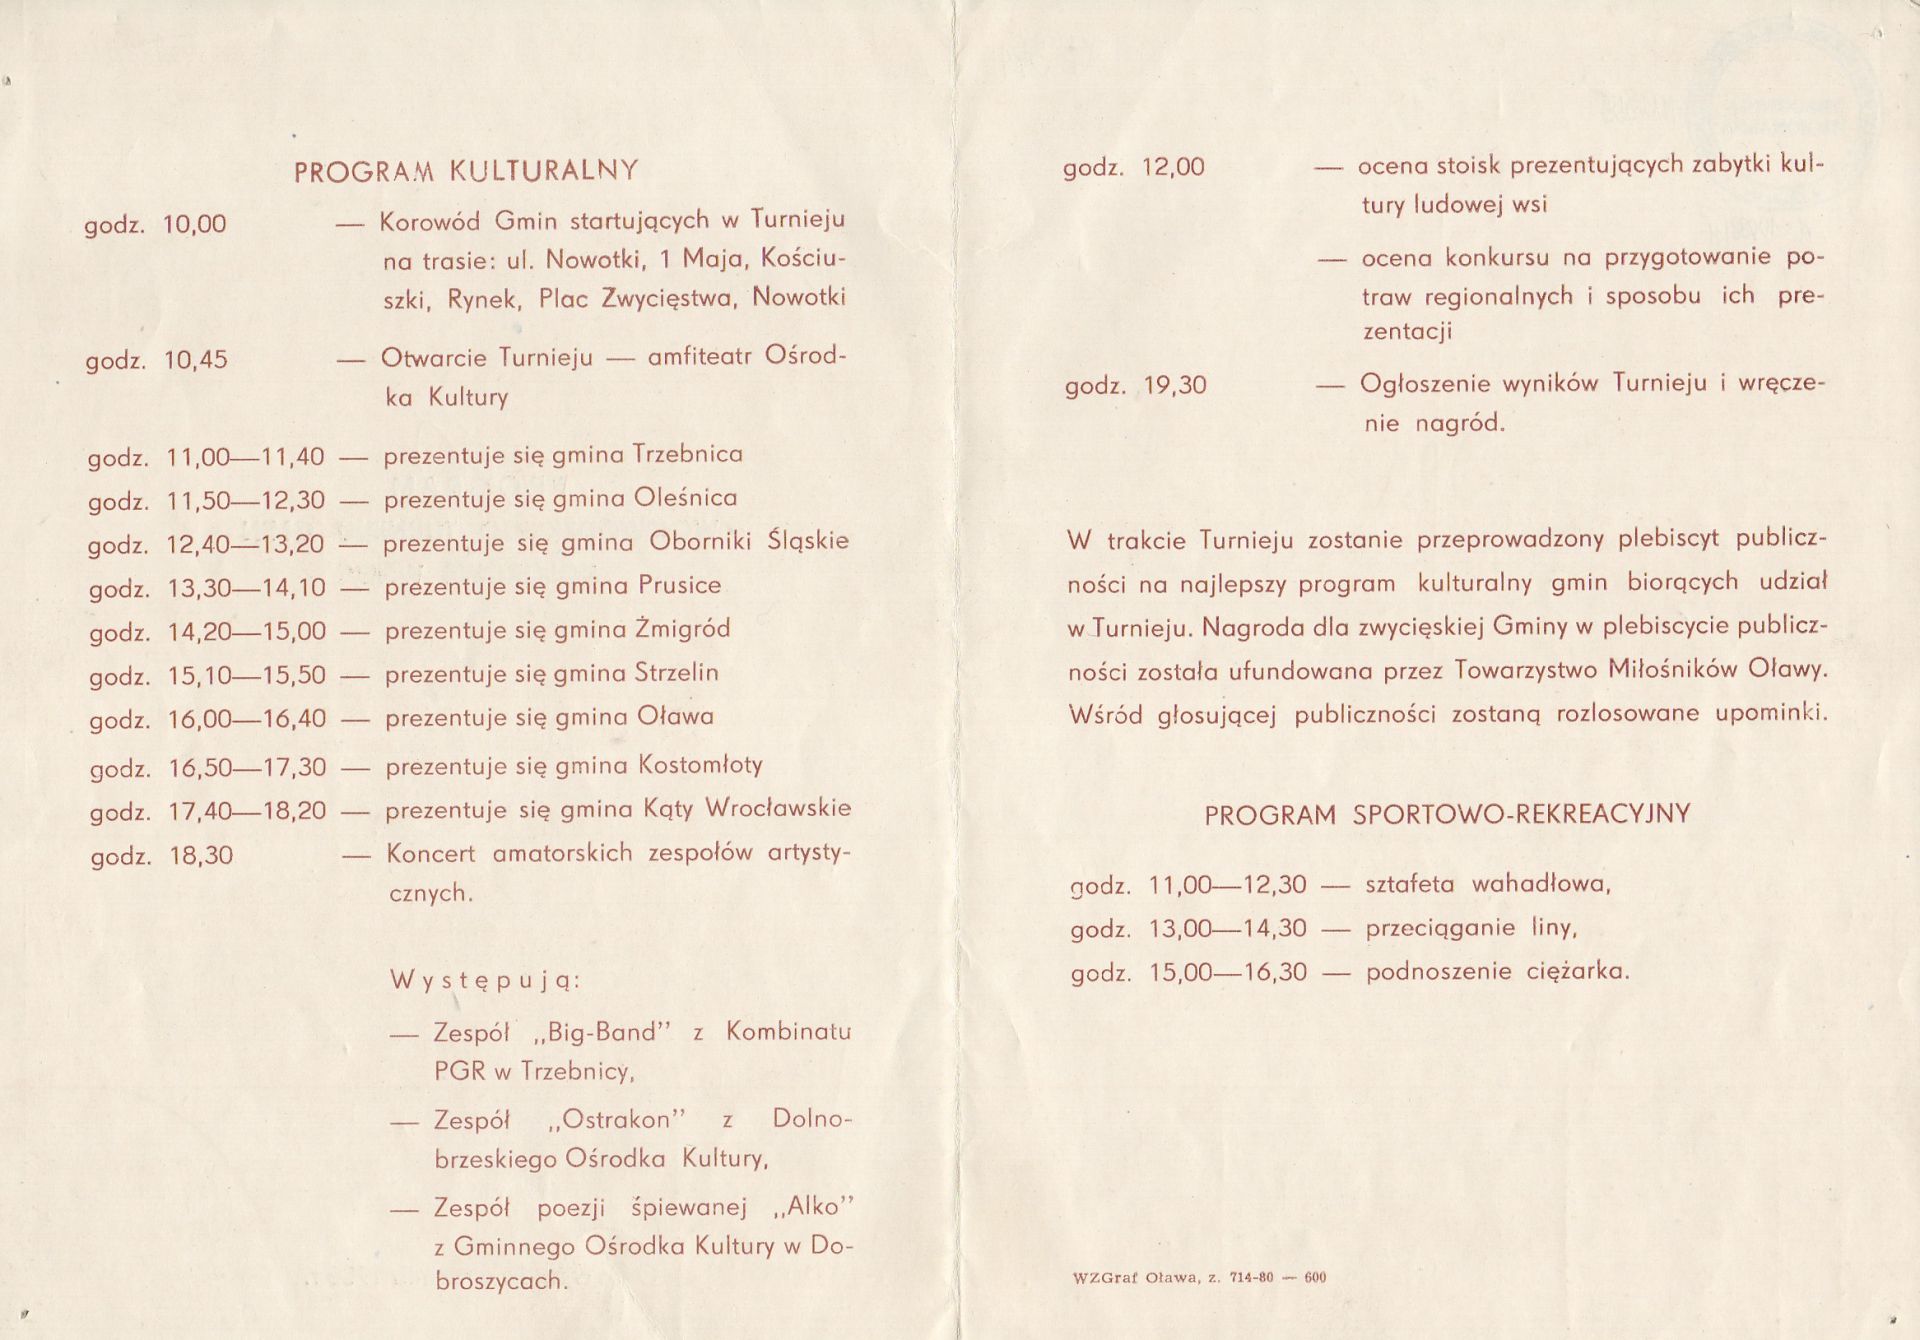 PROGRAM KULTURALNY
godz. 10,00 — Korowód Gmin startujących w Turnieju
na trasie: ul. Nowotki, 1 Maja, Kościu-
szki, Rynek, Plac Zwycięstwa, Nowotki
godz. 10,45 — Otwarcie Turnieju — amfiteatr Ośrod-
ka Kultury
godz. 11,00—11,40 — prezentuje się gmina Trzebnica
godz. 11,50—12,30 — prezentuje się gmina Oleśnica
godz. 12,40—13,20 — prezentuje się gmina Oborniki Śląskie
godz. 13,30—14,10 — prezentuje się gmina Prusice
godz. 14,20—15,00 — prezentuje się gmina Żmigród
godz. 15,10—15,50 — prezentuje się gmina Strzelin
godz. 16,00—16,40 — prezentuje się gmina Oława
godz. 16,50—17,30 — prezentuje się gmina Kostomłoty
godz. 17,40—18,20 — prezentuje się gmina Kąty Wrocławskie
godz. 18,30 — Koncert amatorskich zespołów artysty-
cznych.
Występują:
— Zespół „Big-Band” z Kombinatu
PGR w Trzebnicy,
— Zespół „Ostrakon” z Dolno-
brzeskiego Ośrodka Kultury,
— Zespół poezji śpiewanej „Alko”
z Gminnego Ośrodka Kultury w Do-
broszycach.
godz. 12,00 — ocena stoisk prezentujących zabytki kul-
tury ludowej wsi
— ocena konkursu na przygotowanie po-
traw regionalnych i sposobu ich pre-
zentacji
godz. 19,30 — Ogłoszenie wyników Turnieju i wręcze-
nie nagród.
W trakcie Turnieju zostanie przeprowadzony plebiscyt publicz-
ności na najlepszy program kulturalny gmin biorących udział
w Turnieju. Nagroda dla zwycięskiej Gminy w plebiscycie publicz-
ności została ufundowana przez Towarzystwo Miłośników Oławy.
Wśród głosującej publiczności zostaną rozlosowane upominki.
PROGRAM SPORTOWO-REKREACYJNY
godz. 11,00—12,30 — sztafeta wahadłowa,
godz. 13,00—14,30 — przeciąganie liny,
godz. 15,00—16,30 — podnoszenie ciężarka.
WZGraf Oława, z. 714-80 — 600